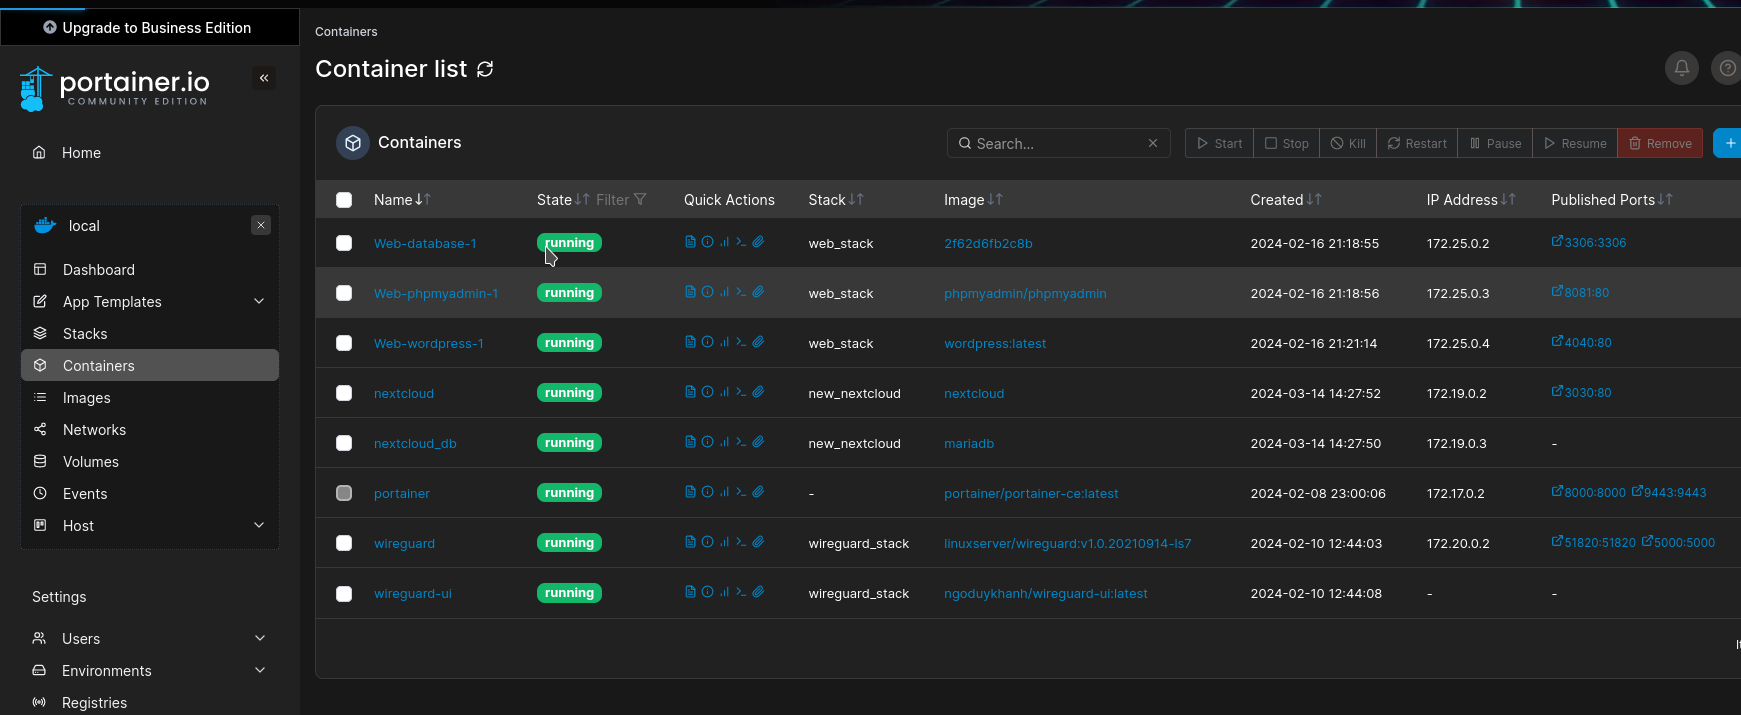 Upgrade to Business Edition
portainer.io
COMMUNITY EDITION
Home
local
Dashboard
App Templates
Stacks
Containers
Images
Networks
Volumes
Events
Host
Settings
Users
Environments
Registries
Containers
Container list
Containers
Search...
Start Stop Kill Restart Pause Resume Remove
Name State Filter Quick Actions Stack Image Created IP Address Published Ports
Web-database-1 running web_stack 2f62d6fb2c8b 2024-02-16 21:18:55 172.25.0.2 3306:3306
Web-phpmyadmin-1 running web_stack phpmyadmin/phpmyadmin 2024-02-16 21:18:56 172.25.0.3 8081:80
Web-wordpress-1 running web_stack wordpress:latest 2024-02-16 21:21:14 172.25.0.4 4040:80
nextcloud running new_nextcloud nextcloud 2024-03-14 14:27:52 172.19.0.2 3030:80
nextcloud_db running new_nextcloud mariadb 2024-03-14 14:27:50 172.19.0.3 -
portainer running - portainer/portainer-ce:latest 2024-02-08 23:00:06 172.17.0.2 8000:8000 9443:9443
wireguard running wireguard_stack linuxserver/wireguard:v1.0.20210914-ls7 2024-02-10 12:44:03 172.20.0.2 51820:51820 5000:5000
wireguard-ui running wireguard_stack ngoduykhanh/wireguard-ui:latest 2024-02-10 12:44:08 - -